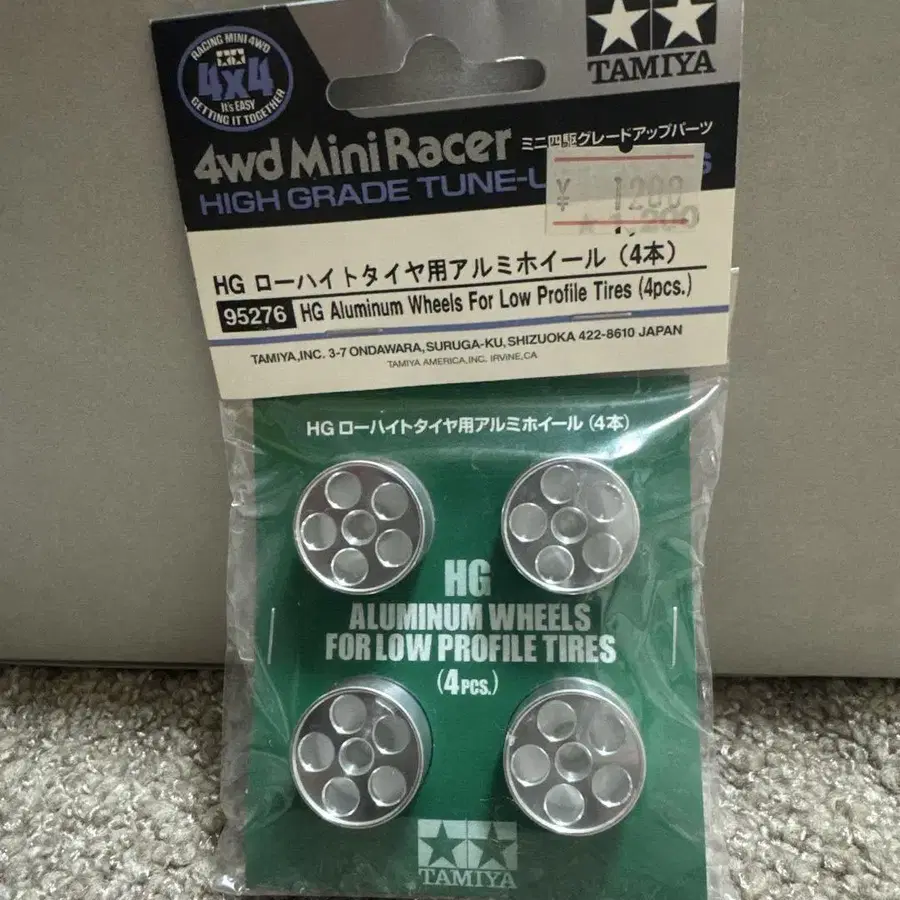 RACING MINI 4WD
4x4
It's EASY
GETTING IT TOGETHER
TAMIYA
4wd Mini Racer ミニ四駆グレードアップパーツ
HIGH GRADE TUNE-U
¥ 1200
1,200
HG ローハイトタイヤ用アルミホイール (4本)
95276 HG Aluminum Wheels For Low Profile Tires (4pcs.)
TAMIYA,INC. 3-7 ONDAWARA, SURUGA-KU, SHIZUOKA 422-8610 JAPAN
TAMIYA AMERICA,INC. IRVINE,CA
HG ローハイトタイヤ用アルミホイール (4本)
HG
ALUMINUM WHEELS
FOR LOW PROFILE TIRES
(4PCS.)
TAMIYA